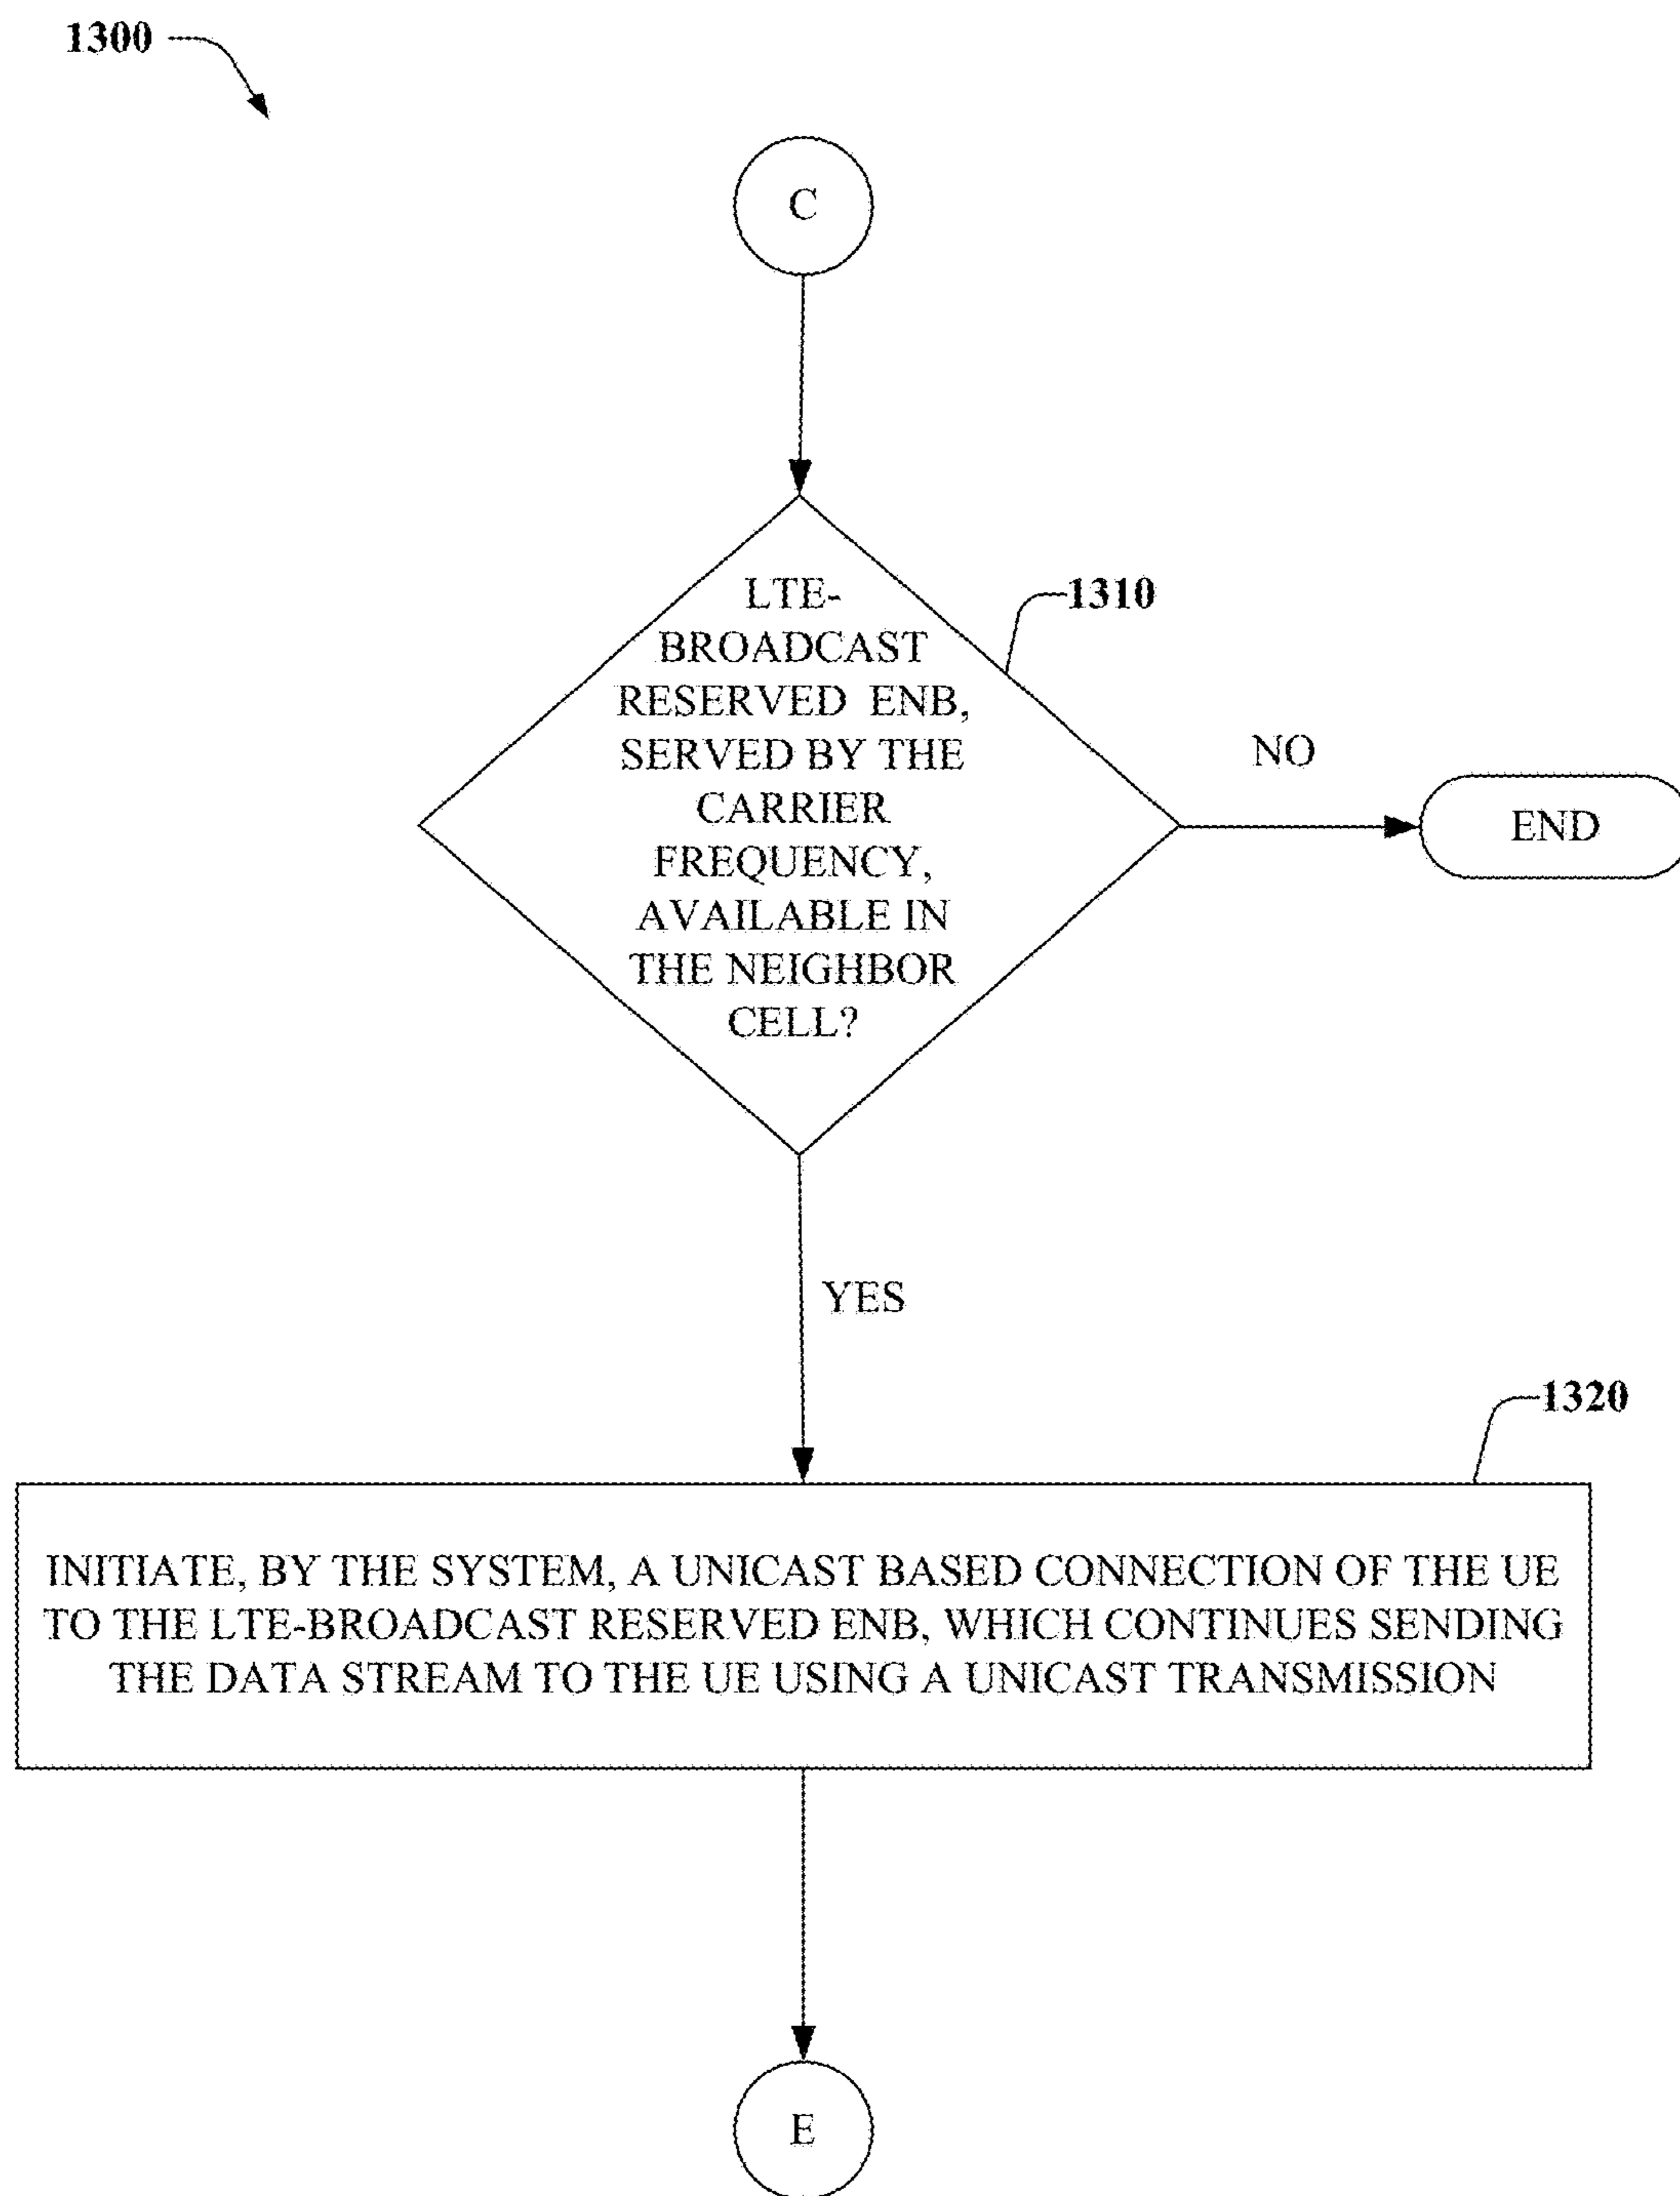 1300
C
LTE-
BROADCAST
RESERVED ENB,
SERVED BY THE
CARRIER
FREQUENCY,
AVAILABLE IN
THE NEIGHBOR
CELL?
1310
NO
END
YES
1320
INITIATE, BY THE SYSTEM, A UNICAST BASED CONNECTION OF THE UE
TO THE LTE-BROADCAST RESERVED ENB, WHICH CONTINUES SENDING
THE DATA STREAM TO THE UE USING A UNICAST TRANSMISSION
E